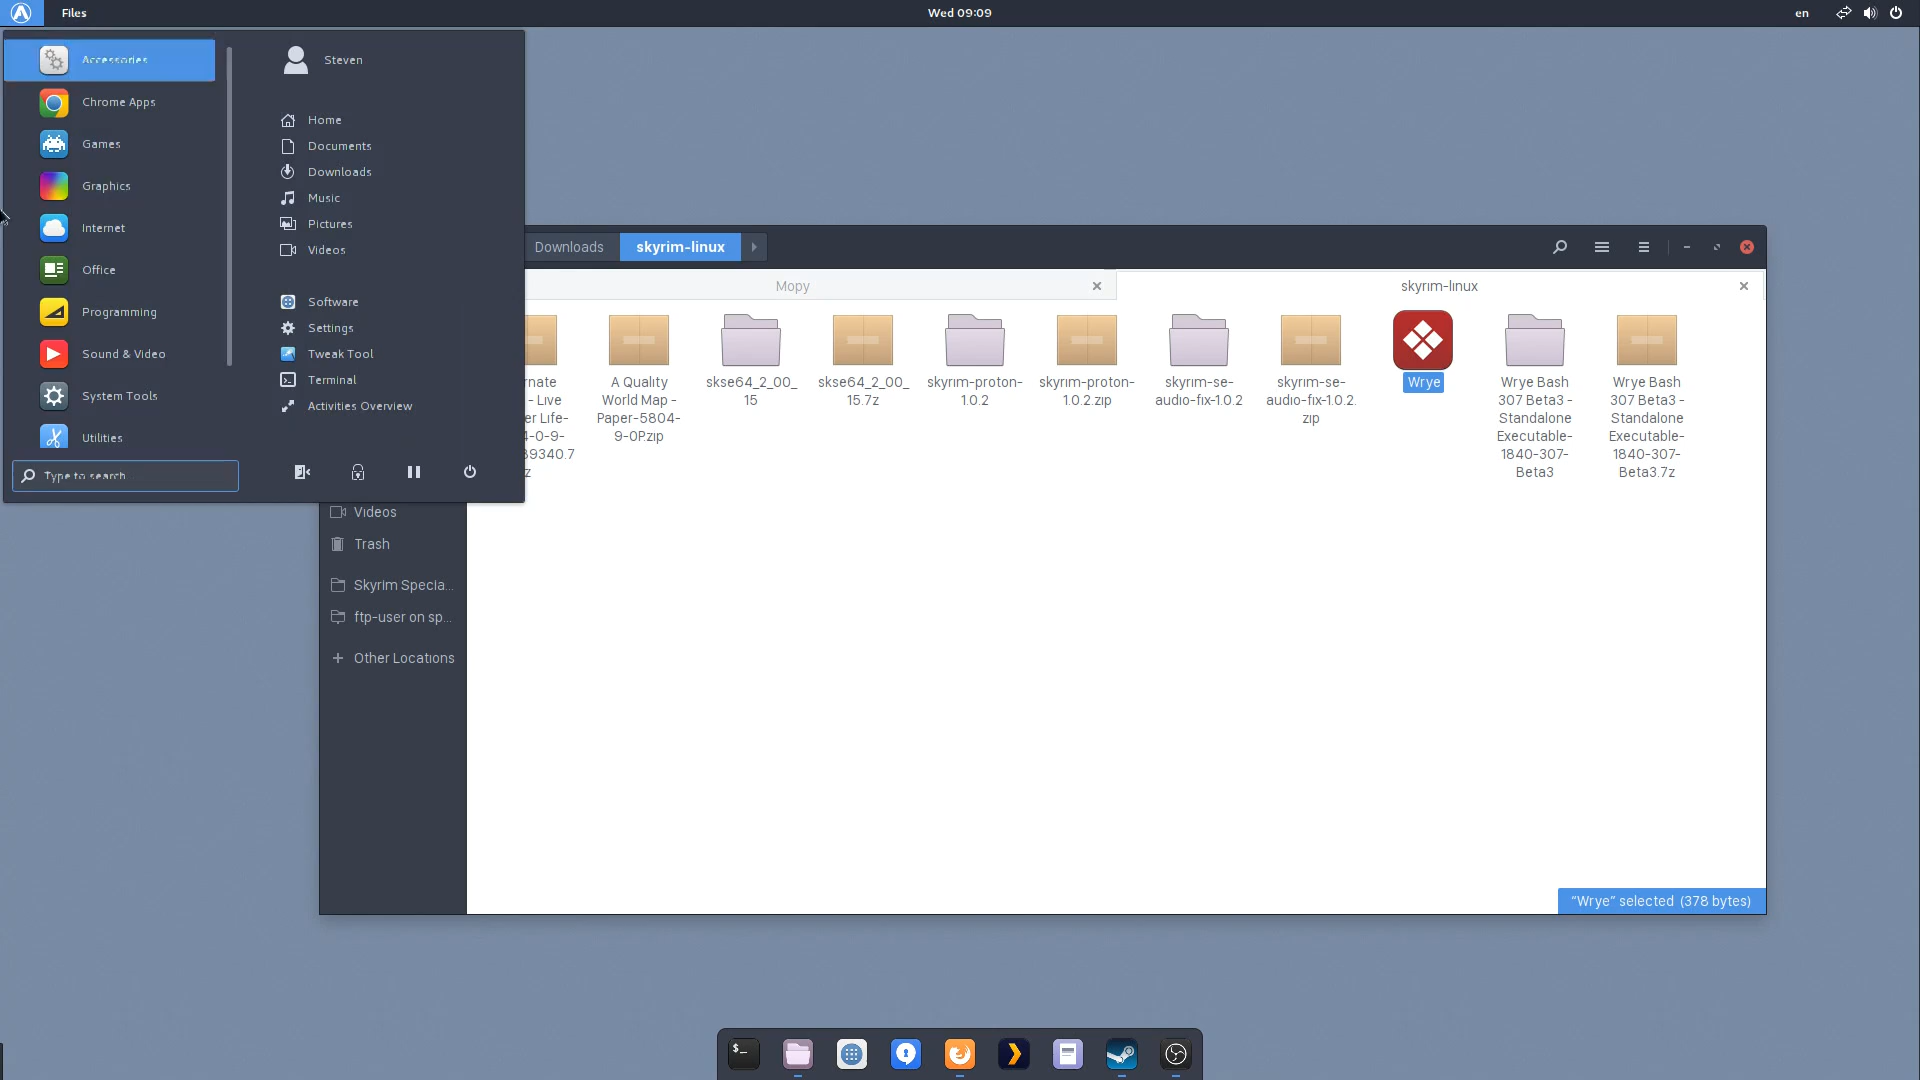 Files
Wed 09:09
en
Accessories
Chrome Apps
Games
Graphics
Internet
Office
Programming
Sound & Video
System Tools
Utilities
Type to search
Steven
Home
Documents
Downloads
Music
Pictures
Videos
Software
Settings
Tweak Tool
Terminal
Activities Overview
Downloads
skyrim-linux
Mopy
skyrim-linux
rnate
- Live
er Life-
4-0-9-
39340.7
z
A Quality
World Map -
Paper-5804-
9-0P.zip
skse64_2_00_
15
skse64_2_00_
15.7z
skyrim-proton-
1.0.2
skyrim-proton-
1.0.2.zip
skyrim-se-
audio-fix-1.0.2
skyrim-se-
audio-fix-1.0.2.
zip
Wrye
Wrye Bash
307 Beta3 -
Standalone
Executable-
1840-307-
Beta3
Wrye Bash
307 Beta3 -
Standalone
Executable-
1840-307-
Beta3.7z
Videos
Trash
Skyrim Specia...
ftp-user on sp...
Other Locations
"Wrye" selected (378 bytes)
$_